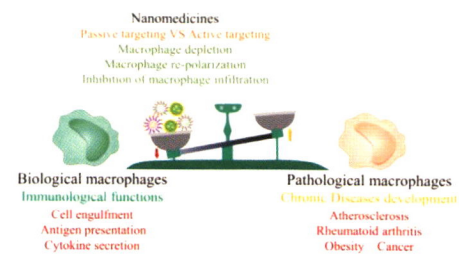 Nanomedicines
Passive targeting VS Active targeting
Macrophage depletion
Macrophage re-polarization
Inhibition of macrophage infiltration
Biological macrophages
Immunological functions
Cell engulfment
Antigen presentation
Cytokine secretion
Pathological macrophages
Chronic Diseases development
Atherosclerosis
Rheumatoid arthritis
Obesity Cancer